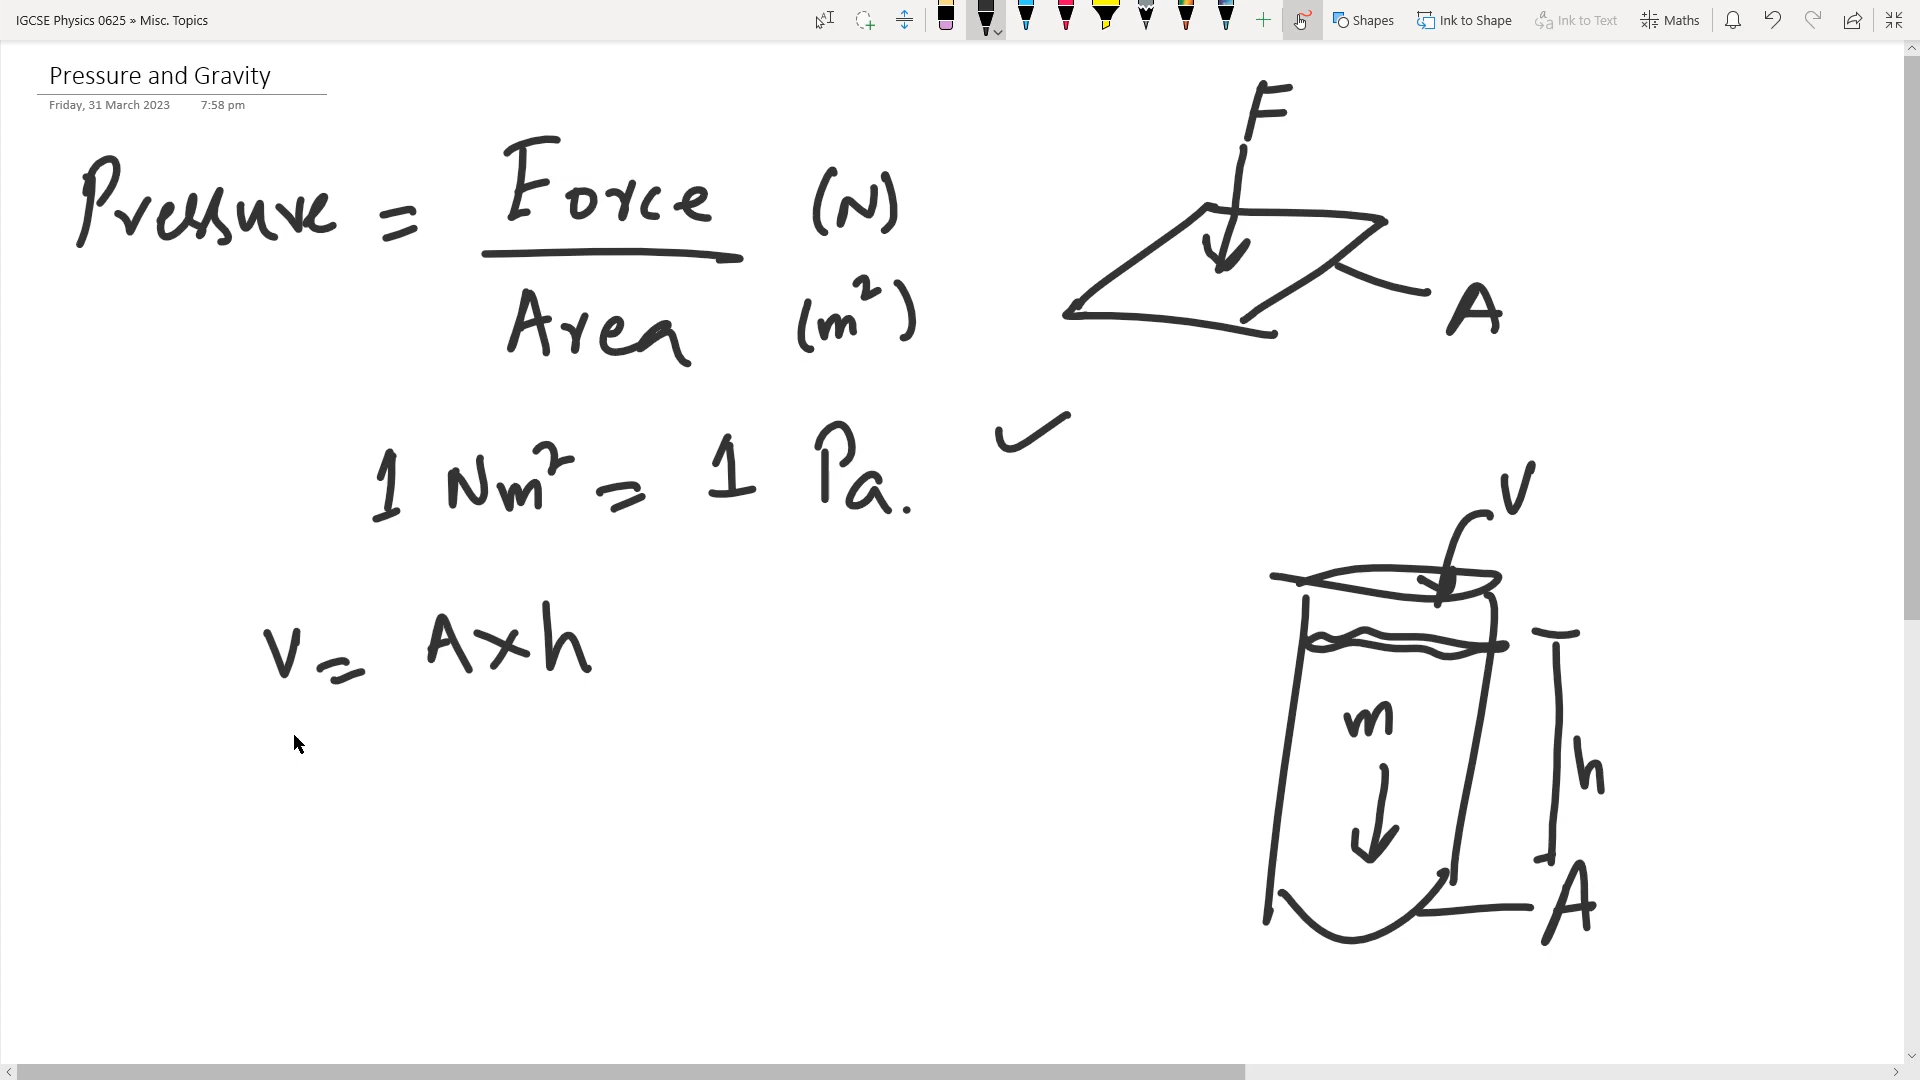 IGCSE Physics 0625 » Misc. Topics
Shapes Ink to Shape Ink to Text Maths
Pressure and Gravity
Friday, 31 March 2023 7:58 pm
F
Pressure = Force (N)
Area (m²)
A
1 Nm² = 1 Pa.
V
V = A × h
m
h
A